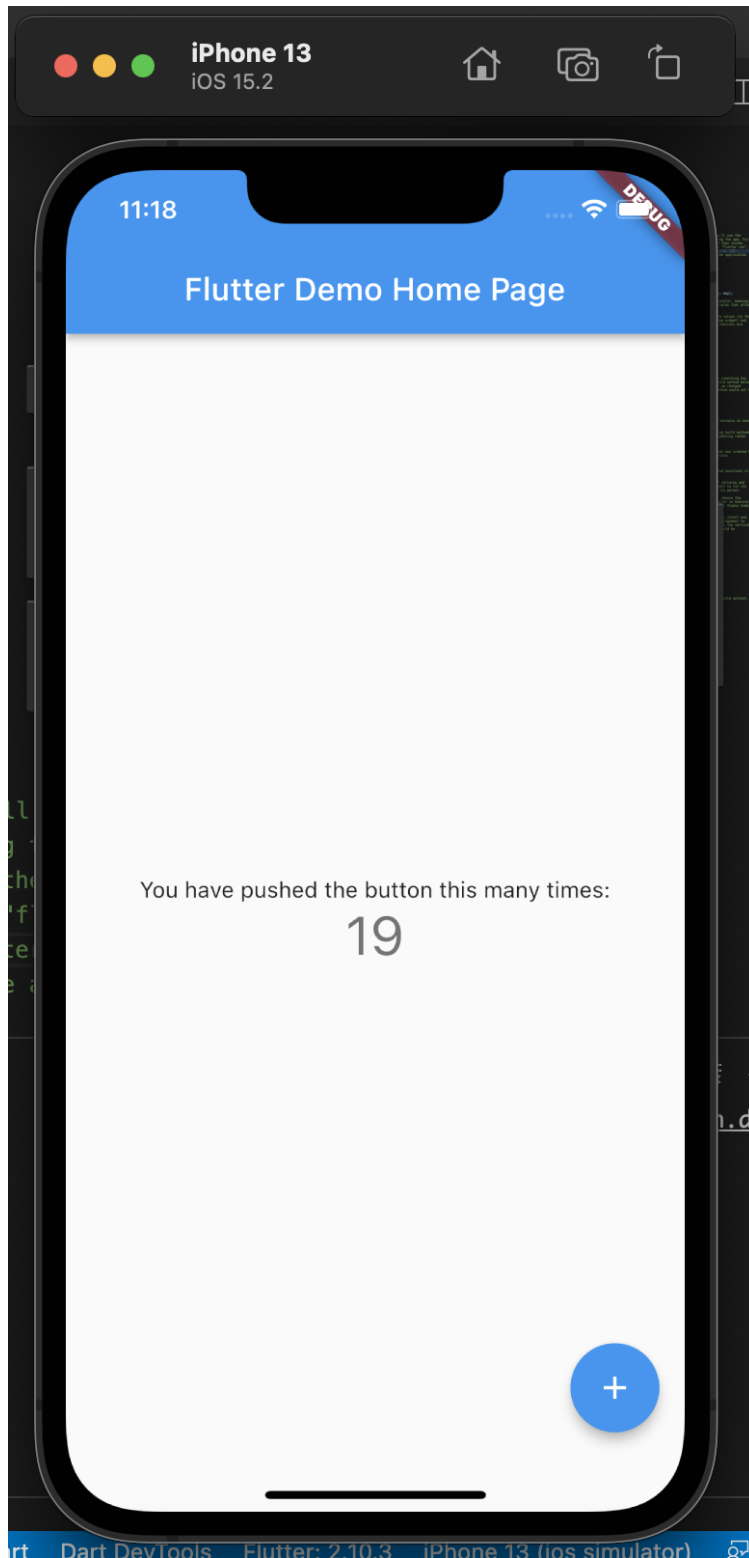 iPhone 13
iOS 15.2
11:18
DEBUG
Flutter Demo Home Page
You have pushed the button this many times:
19
+
Dart DevTools Flutter: 2.10.3 iPhone 13 (ios simulator)